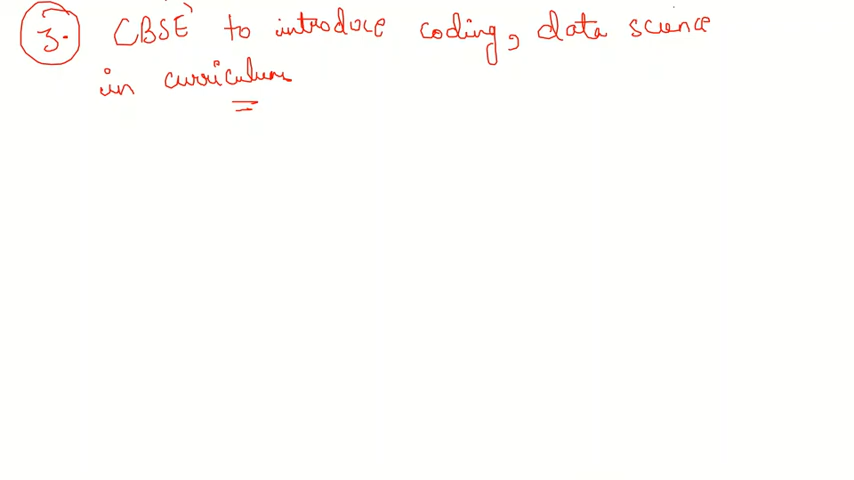 3. CBSE to introduce coding, data science
in curriculum